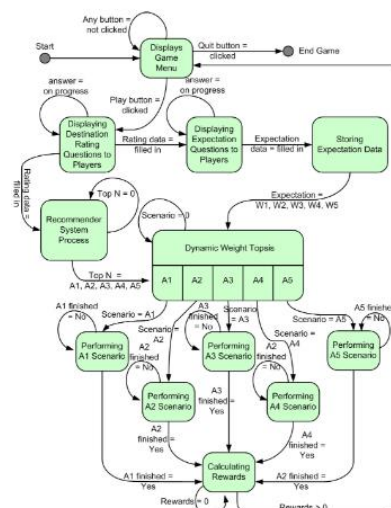 Any button =
not clicked
Start
Displays
Game
Menu
Quit button =
clicked
End Game
Play button =
clicked
answer =
on progress
answer =
on progress
Displaying
Destination
Rating
Questions to
Players
Rating data =
filled in
Displaying
Expectation
Questions to
Players
Expectation
data = filled in
Storing
Expectation Data
Rating data =
filled in
Top N = 0
Recommender
System
Process
Scenario = 0
Expectation =
W1, W2, W3, W4, W5
Dynamic Weight Topsis
Top N =
A1, A2, A3, A4, A5
A1
A2
A3
A4
A5
A1 finished
= No
Scenario = A1
Scenario =
A2
A3
finished
= No
Scenario
= A3
Scenario =
A4
Scenario = A5
A5 finished
= No
Performing
A1 Scenario
A2
finished
= No
Performing
A3 Scenario
A2
finished
= No
Performing
A5 Scenario
Performing
A2 Scenario
A3
finished =
Yes
Performing
A4 Scenario
A2
finished =
Yes
A4
finished =
Yes
A1 finished =
Yes
Calculating
Rewards
A2 finished =
Yes
Rewards = 0
Rewards > 0